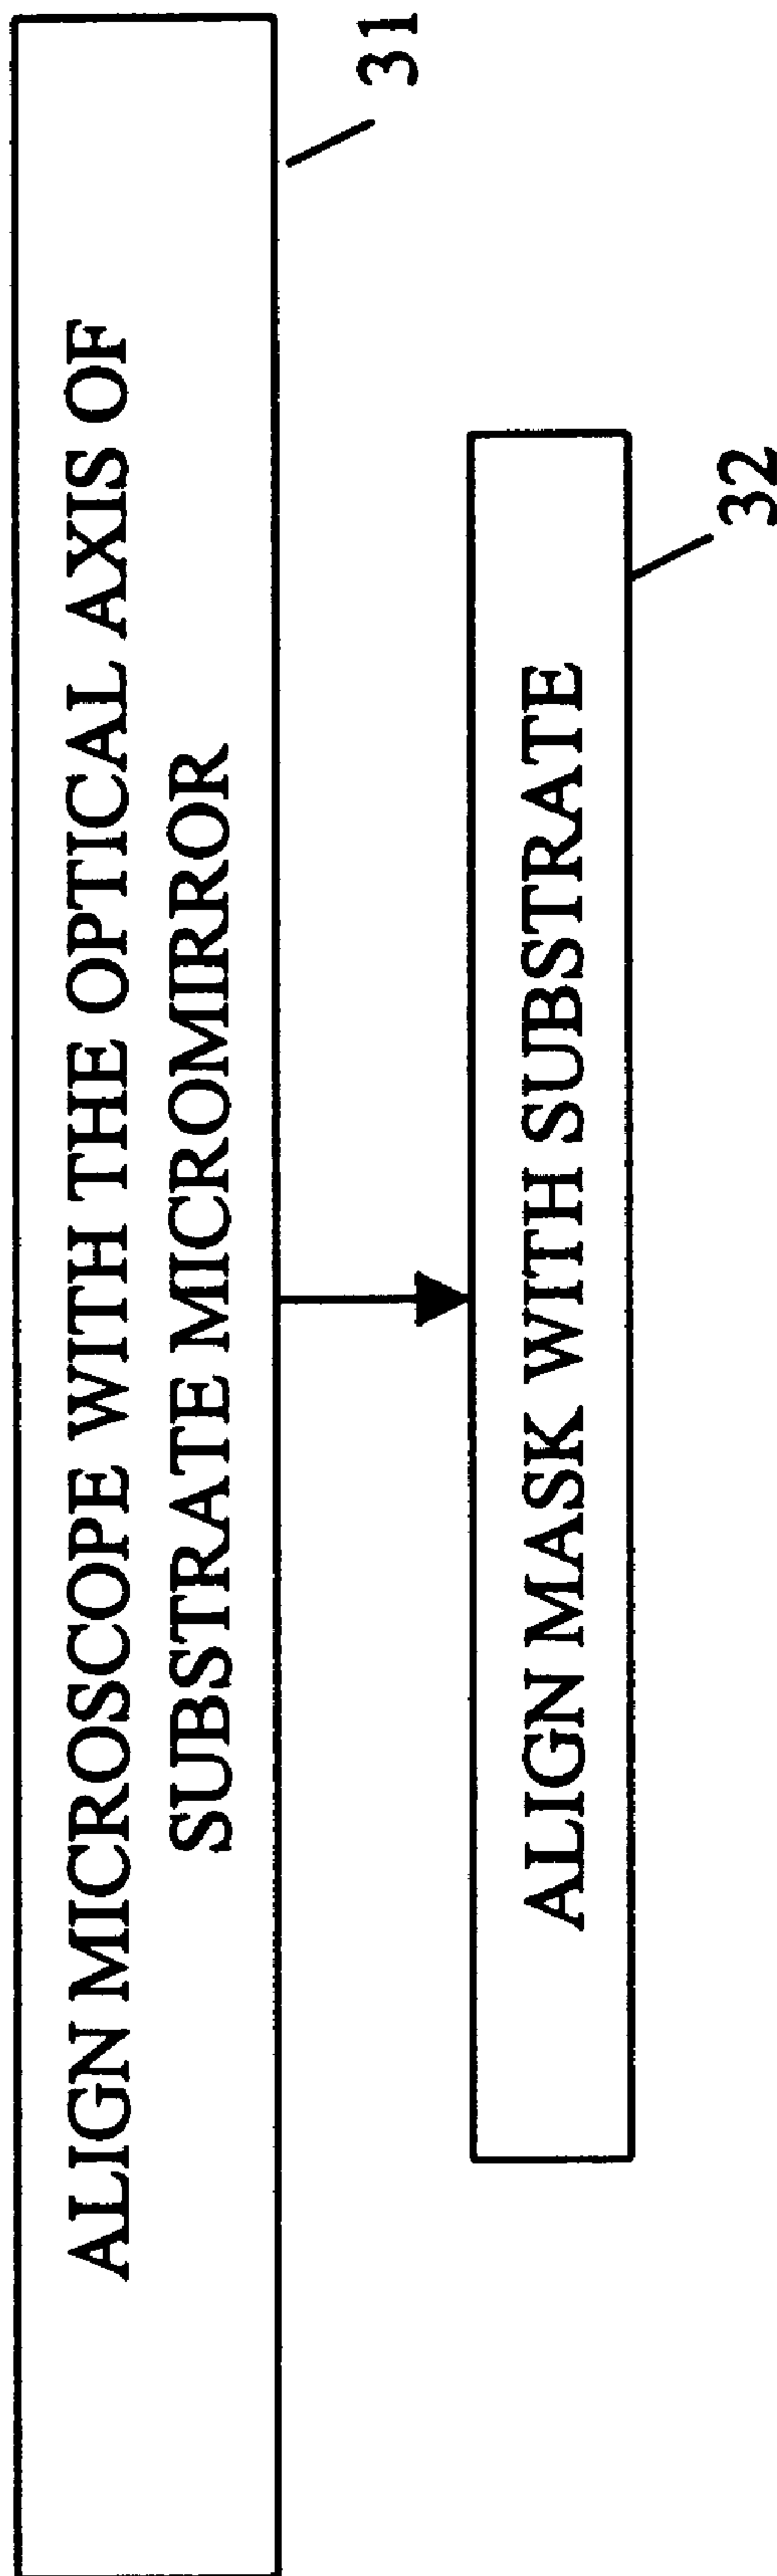 ALIGN MICROSCOPE WITH THE OPTICAL AXIS OF
SUBSTRATE MICROMIRROR
31
ALIGN MASK WITH SUBSTRATE
32